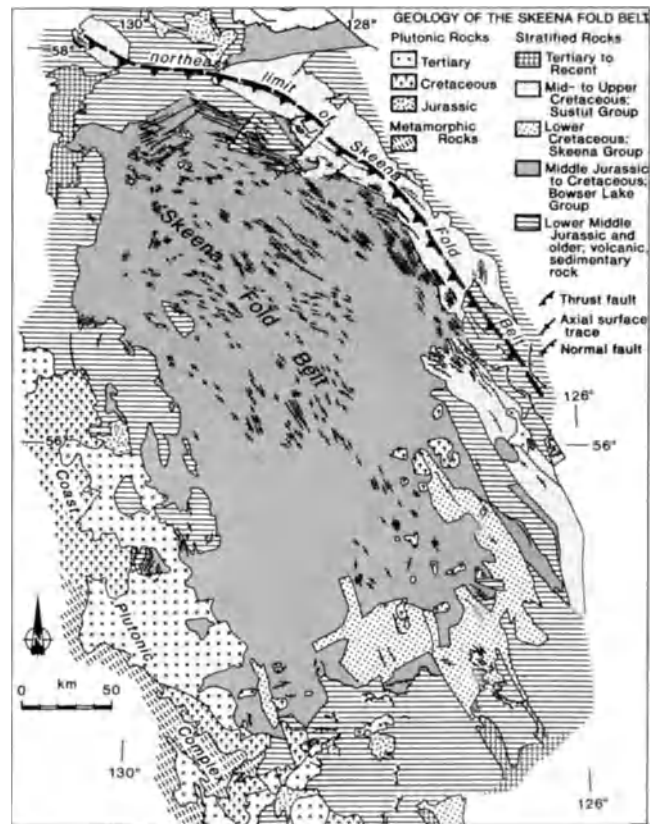 GEOLOGY OF THE SKEENA FOLD BELT
Plutonic Rocks
Tertiary
Cretaceous
Jurassic
Metamorphic
Rocks
Stratified Rocks
Tertiary to
Recent
Mid- to Upper
Cretaceous;
Sustut Group
Lower
Cretaceous;
Skeena Group
Middle Jurassic
to Cretaceous;
Bowser Lake
Group
Lower Middle
Jurassic and
older; volcanic,
sedimentary
rock
Thrust fault
Axial surface
trace
Normal fault
130°
128°
58°
northea
limit of Skeena Fold Belt
Skeena
Fold
Belt
126°
56°
56°
Coast
Plutonic
Complex
N
km
0 50
130°
126°